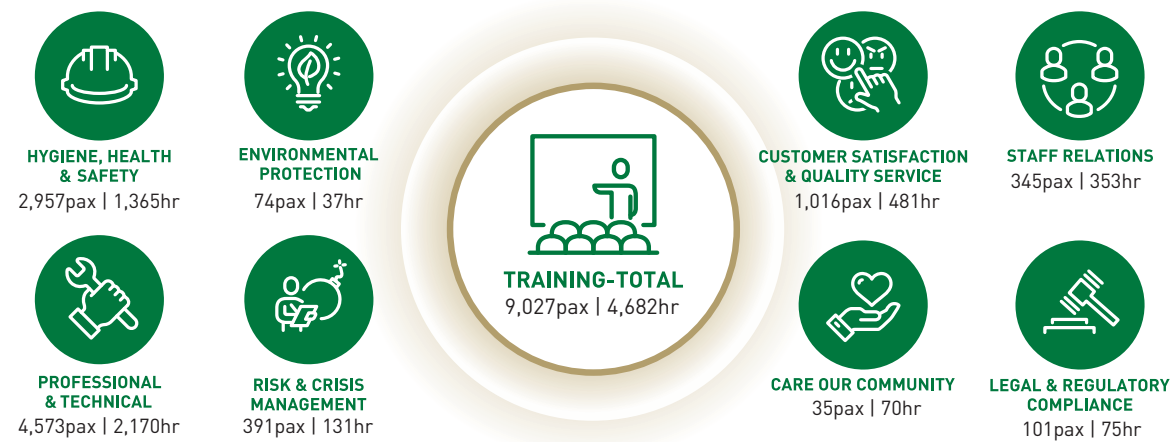 HYGIENE, HEALTH
& SAFETY
2,957pax | 1,365hr
ENVIRONMENTAL
PROTECTION
74pax | 37hr
PROFESSIONAL
& TECHNICAL
4,573pax | 2,170hr
RISK & CRISIS
MANAGEMENT
391pax | 131hr
TRAINING-TOTAL
9,027pax | 4,682hr
CUSTOMER SATISFACTION
& QUALITY SERVICE
1,016pax | 481hr
STAFF RELATIONS
345pax | 353hr
CARE OUR COMMUNITY
35pax | 70hr
LEGAL & REGULATORY
COMPLIANCE
101pax | 75hr